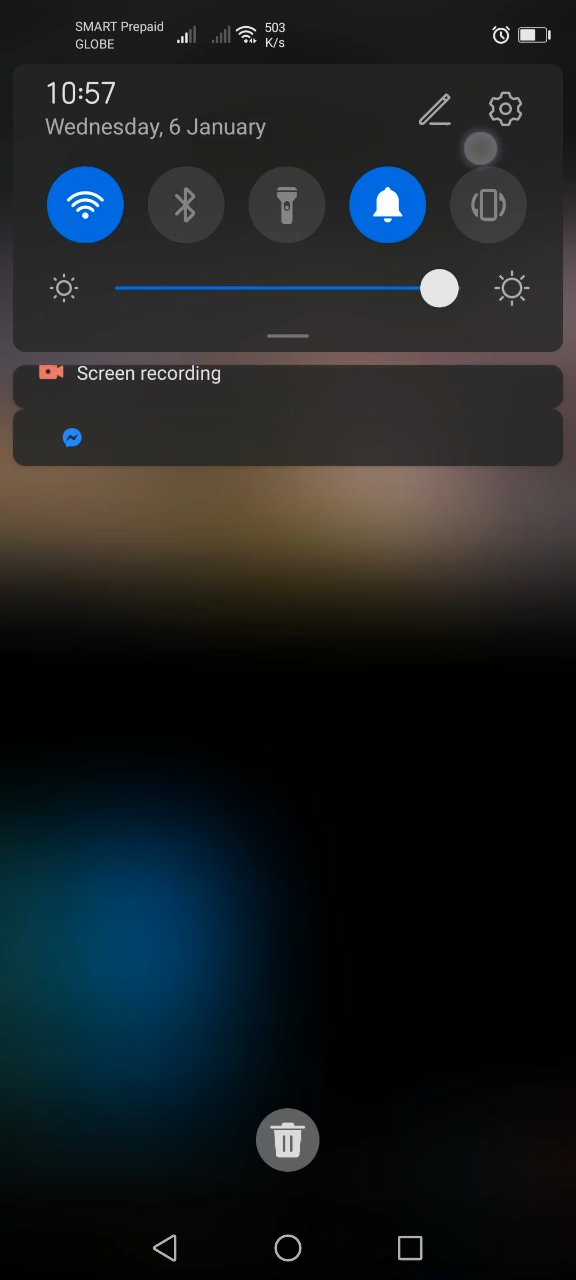 SMART Prepaid
GLOBE
503
K/s
10:57
Wednesday, 6 January
Screen recording